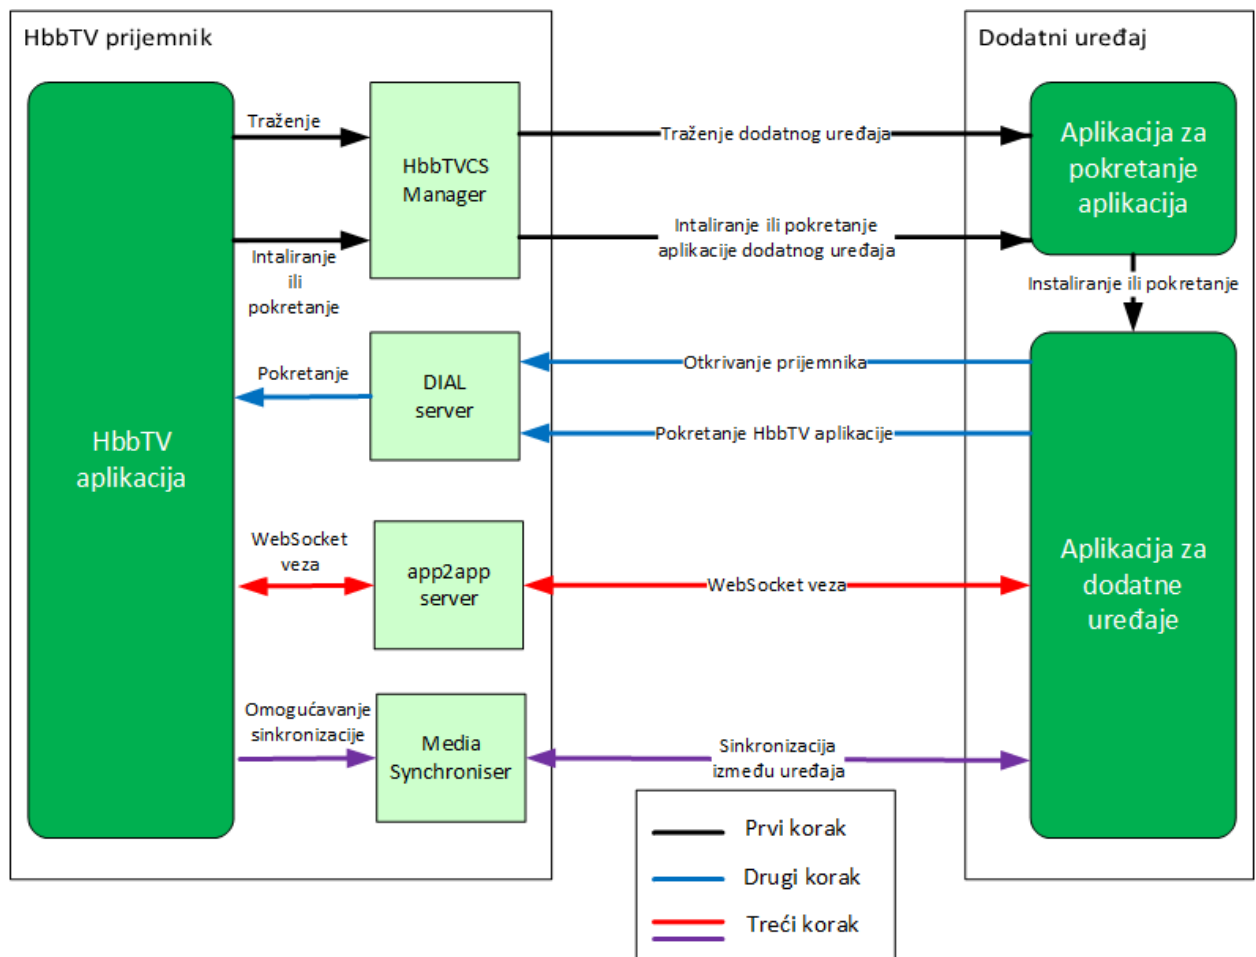 HbbTV prijemnik
Dodatni uređaj
HbbTV
aplikacija
Traženje
Intaliranje
ili
pokretanje
HbbTVCS
Manager
Traženje dodatnog uređaja
Intaliranje ili pokretanje
aplikacije dodatnog uređaja
Aplikacija za
pokretanje
aplikacija
Instaliranje ili pokretanje
Pokretanje
DIAL
server
Otkrivanje prijemnika
Pokretanje HbbTV aplikacije
WebSocket
veza
app2app
server
WebSocket veza
Aplikacija za
dodatne
uređaje
Omogućavanje
sinkronizacije
Media
Synchroniser
Sinkronizacija
između uređaja
Prvi korak
Drugi korak
Treći korak